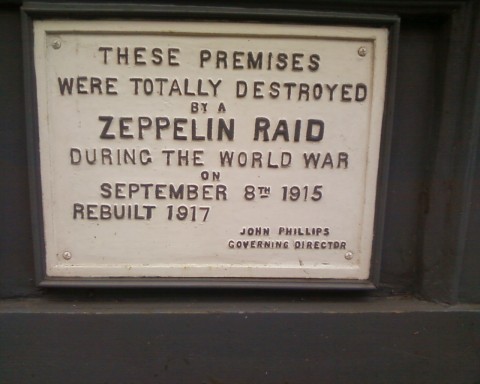 THESE PREMISES
WERE TOTALLY DESTROYED
BY A
ZEPPELIN RAID
DURING THE WORLD WAR
ON
SEPTEMBER 8TH 1915
REBUILT 1917
JOHN PHILLIPS
GOVERNING DIRECTOR